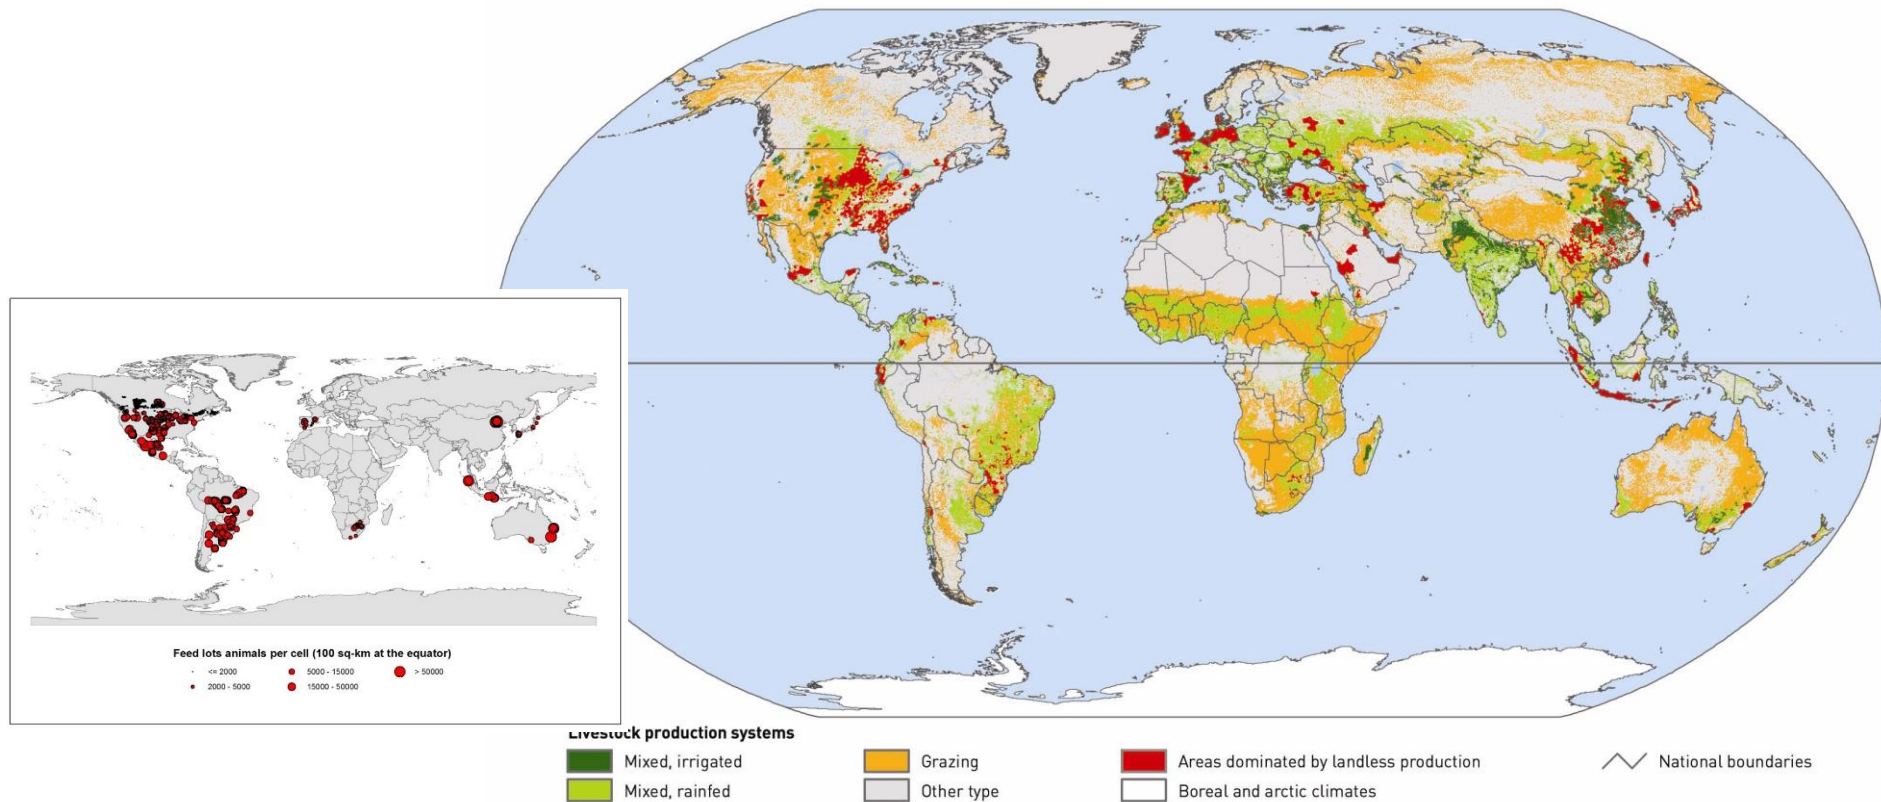 Feed lots animals per cell (100 sq-km at the equator)
<= 2000
5000 - 15000
> 50000
2000 - 5000
15000 - 50000
Livestock production systems
Mixed, irrigated
Grazing
Areas dominated by landless production
National boundaries
Mixed, rainfed
Other type
Boreal and arctic climates